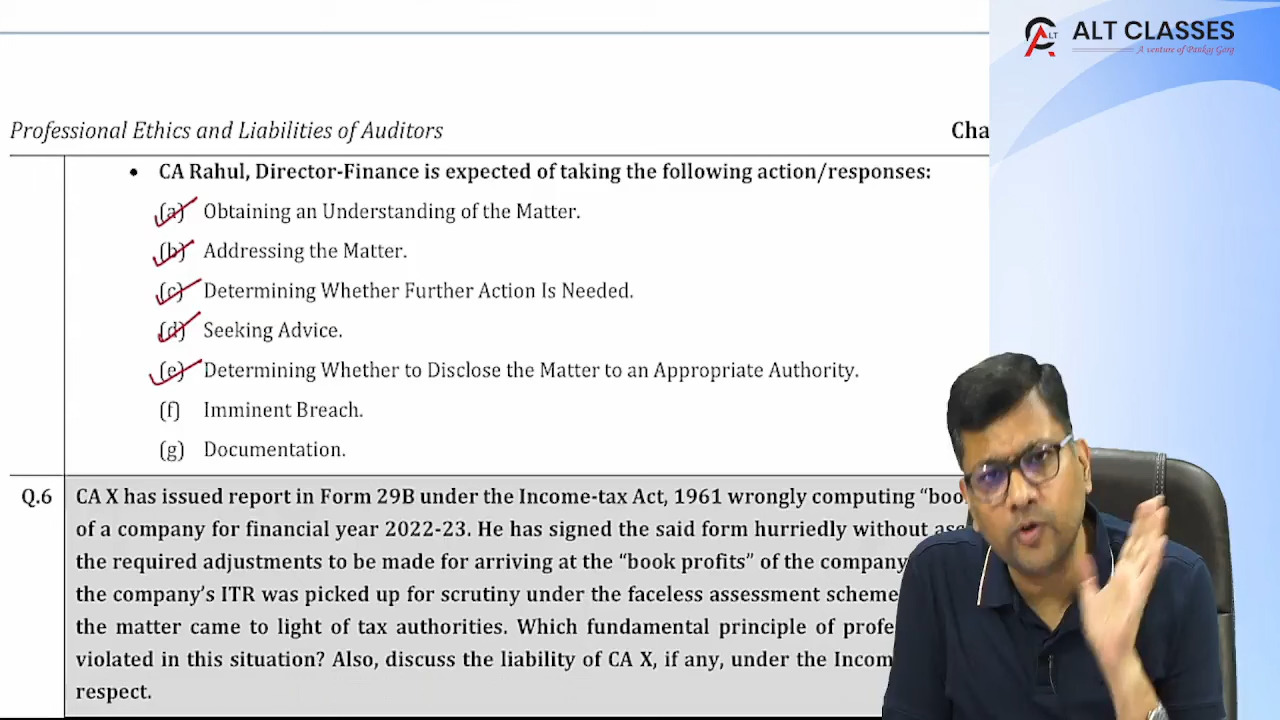 ALT CLASSES
A venture of Pankaj Garg
Professional Ethics and Liabilities of Auditors
• CA Rahul, Director-Finance is expected of taking the following action/responses:
(a) Obtaining an Understanding of the Matter.
(b) Addressing the Matter.
(c) Determining Whether Further Action Is Needed.
(d) Seeking Advice.
(e) Determining Whether to Disclose the Matter to an Appropriate Authority.
(f) Imminent Breach.
(g) Documentation.
Q.6 CA X has issued report in Form 29B under the Income-tax Act, 1961 wrongly computing
of a company for financial year 2022-23. He has signed the said form hurriedly without
the required adjustments to be made for arriving at the "book profits" of the company
the company's ITR was picked up for scrutiny under the faceless assessment scheme
the matter came to light of tax authorities. Which fundamental principle of
violated in this situation? Also, discuss the liability of CA X, if any, under the
respect.